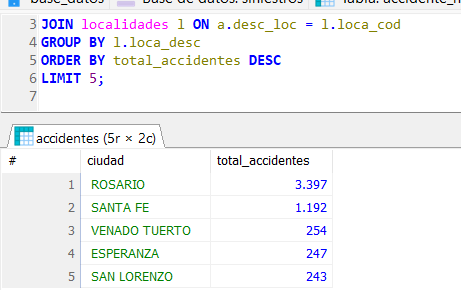 base_datos Base de datos: siniestros Tabla: accidente_
3 JOIN localidades l ON a.desc_loc = l.loca_cod
4 GROUP BY l.loca_desc
5 ORDER BY total_accidentes DESC
6 LIMIT 5;
7
accidentes (5r × 2c)
# ciudad total_accidentes
1 ROSARIO 3.397
2 SANTA FE 1.192
3 VENADO TUERTO 254
4 ESPERANZA 247
5 SAN LORENZO 243